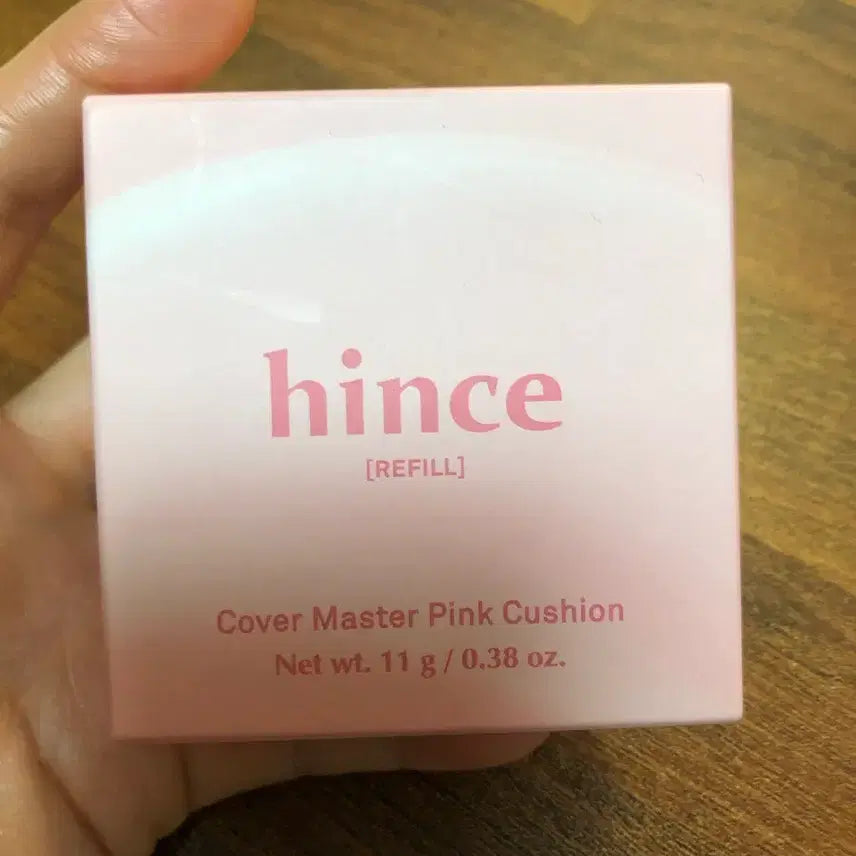 hince
[REFILL]
Cover Master Pink Cushion
Net wt. 11 g / 0.38 oz.